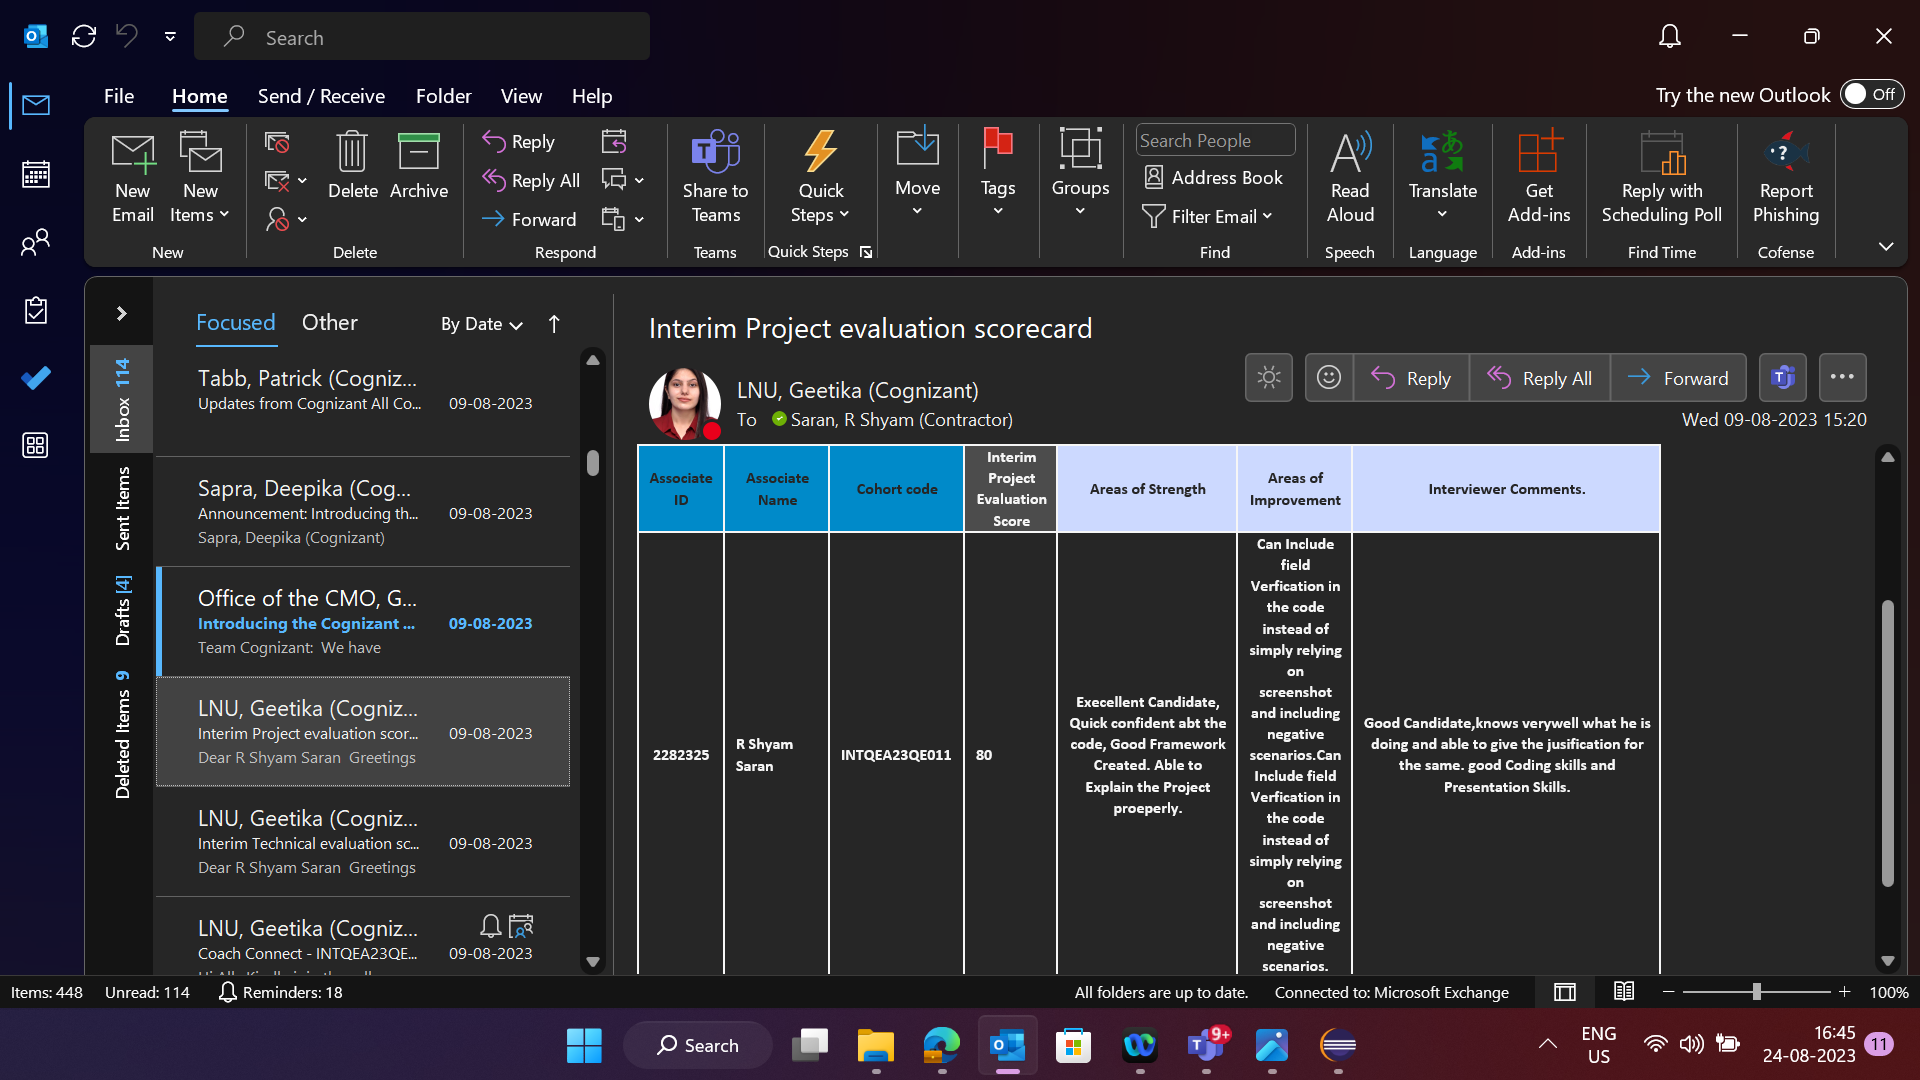 Search
File Home Send / Receive Folder View Help
Try the new Outlook Off
New Email
New Items
New
Delete
Archive
Delete
Reply
Reply All
Forward
Respond
Share to Teams
Teams
Quick Steps
Quick Steps
Move
Tags
Groups
Search People
Address Book
Filter Email
Find
Read Aloud
Speech
Translate
Language
Get Add-ins
Add-ins
Reply with Scheduling Poll
Find Time
Report Phishing
Cofense
Inbox 114
Sent Items
Drafts [4]
Deleted Items 9
Focused Other By Date
Tabb, Patrick (Cogniz...
Updates from Cognizant All Co... 09-08-2023
Sapra, Deepika (Cog...
Announcement: Introducing th... 09-08-2023
Sapra, Deepika (Cognizant)
Office of the CMO, G...
Introducing the Cognizant ... 09-08-2023
Team Cognizant: We have
LNU, Geetika (Cogniz...
Interim Project evaluation scor... 09-08-2023
Dear R Shyam Saran Greetings
LNU, Geetika (Cogniz...
Interim Technical evaluation sc... 09-08-2023
Dear R Shyam Saran Greetings
LNU, Geetika (Cogniz...
Coach Connect - INTQEA23QE... 09-08-2023
Interim Project evaluation scorecard
LNU, Geetika (Cognizant)
To Saran, R Shyam (Contractor)
Reply Reply All Forward
Wed 09-08-2023 15:20
Associate
ID
Associate
Name
Cohort code
Interim
Project
Evaluation
Score
Areas of Strength
Areas of
Improvement
Interviewer Comments.
2282325
R Shyam
Saran
INTQEA23QE011
80
Execellent Candidate,
Quick confident abt the
code, Good Framework
Created. Able to
Explain the Project
proeperly.
Can Include
field
Verfication in
the code
instead of
simply relying
on
screenshot
and including
negative
scenarios.Can
Include field
Verfication in
the code
instead of
simply relying
on
screenshot
and including
negative
scenarios.
Good Candidate,knows verywell what he is
doing and able to give the jusification for
the same. good Coding skills and
Presentation Skills.
Items: 448 Unread: 114 Reminders: 18
All folders are up to date. Connected to: Microsoft Exchange 100%
Search
9+
ENG
US
16:45
24-08-2023
11